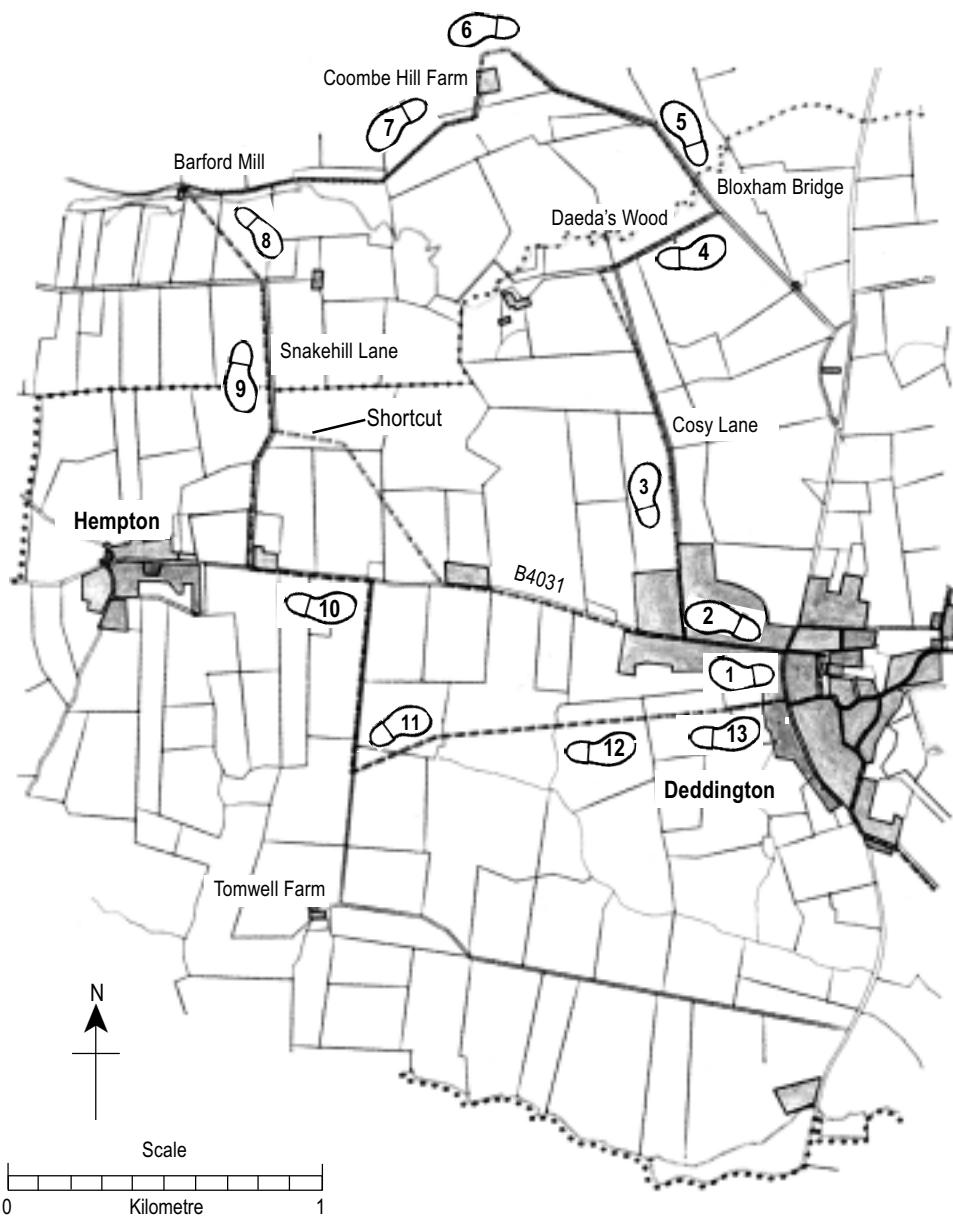 6
Coombe Hill Farm
7
5
Barford Mill
Bloxham Bridge
Daeda's Wood
8
4
Snakehill Lane
9
Shortcut
Cosy Lane
3
Hempton
B4031
10
2
1
11
12
13
Deddington
Tomwell Farm
N
Scale
0
Kilometre
1